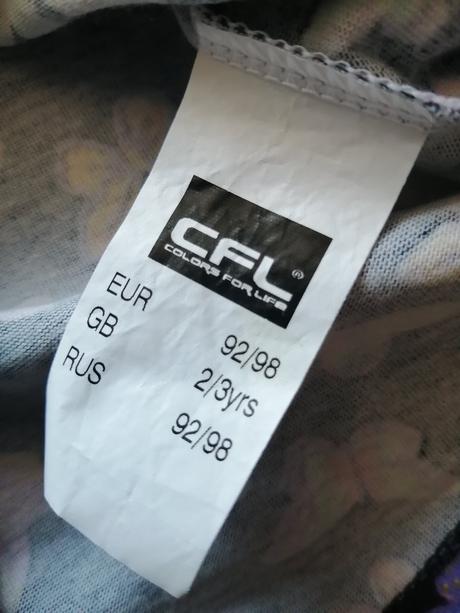 CFL®
COLORS FOR LIFE
EUR 92/98
GB 2/3yrs
RUS 92/98